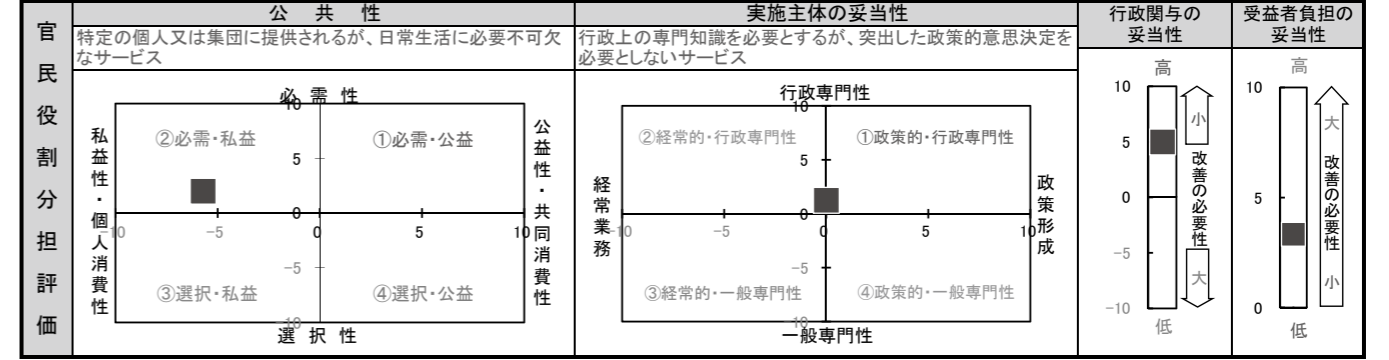 官民役割分担評価
公　共　性
特定の個人又は集団に提供されるが、日常生活に必要不可欠
なサービス
必 需 性
②必需・私益
①必需・公益
私益性・個人消費性
公益性・共同消費性
10
5
0
-5
-10
-10
-5
0
5
10
③選択・私益
④選択・公益
選 択 性
実施主体の妥当性
行政上の専門知識を必要とするが、突出した政策的意思決定を
必要としないサービス
行政専門性
②経常的・行政専門性
①政策的・行政専門性
経常業務
政策形成
10
5
0
-5
-10
-10
-5
0
5
10
③経常的・一般専門性
④政策的・一般専門性
一般専門性
行政関与の
妥当性
高
10
5
0
-5
-10
小
改善の必要性
大
低
受益者負担の
妥当性
高
10
5
0
大
改善の必要性
小
低